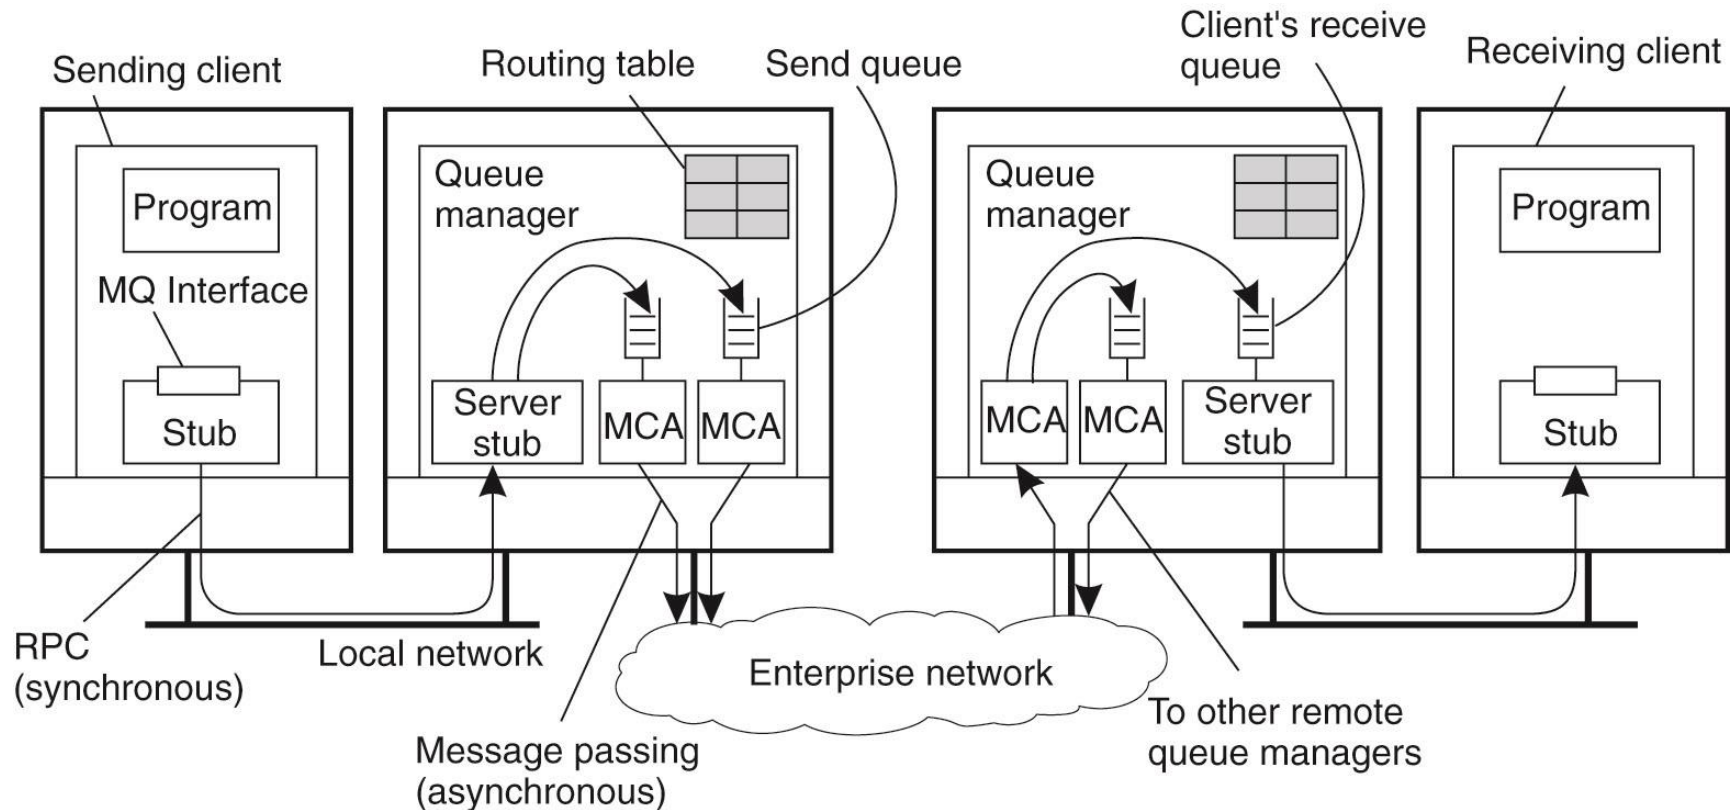 Sending client
Routing table
Send queue
Client's receive
queue
Receiving client
Program
MQ Interface
Stub
Queue
manager
Server
stub
MCA
MCA
Queue
manager
MCA
MCA
Server
stub
Program
Stub
RPC
(synchronous)
Local network
Message passing
(asynchronous)
Enterprise network
To other remote
queue managers